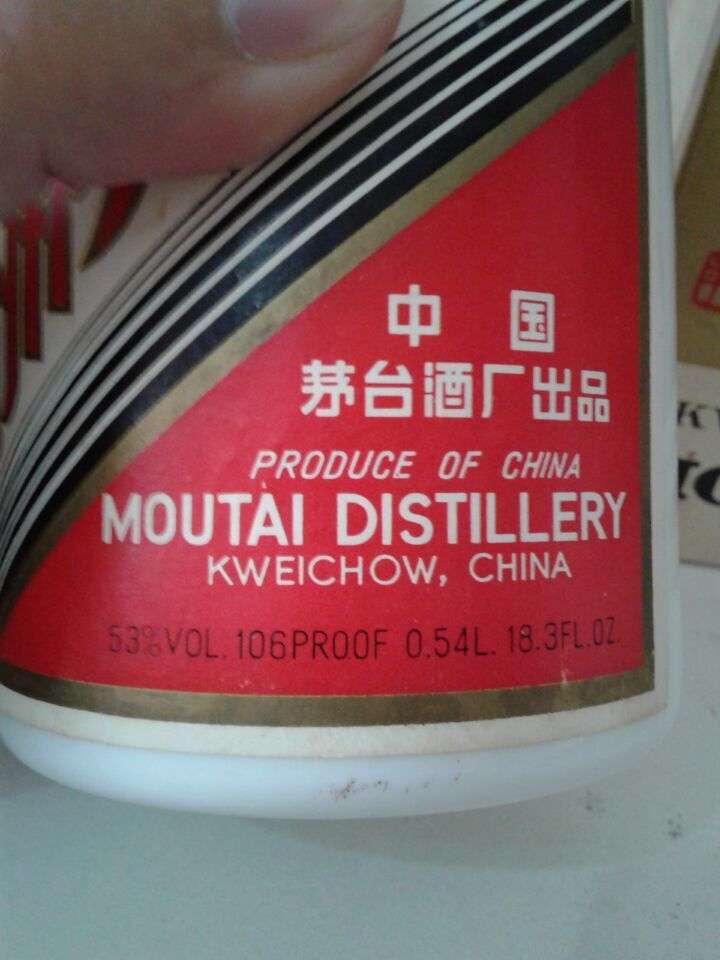 中国
茅台酒厂出品
PRODUCE OF CHINA
MOUTAI DISTILLERY
KWEICHOW, CHINA
53%VOL. 106PROOF 0.54L. 18.3FL.OZ.